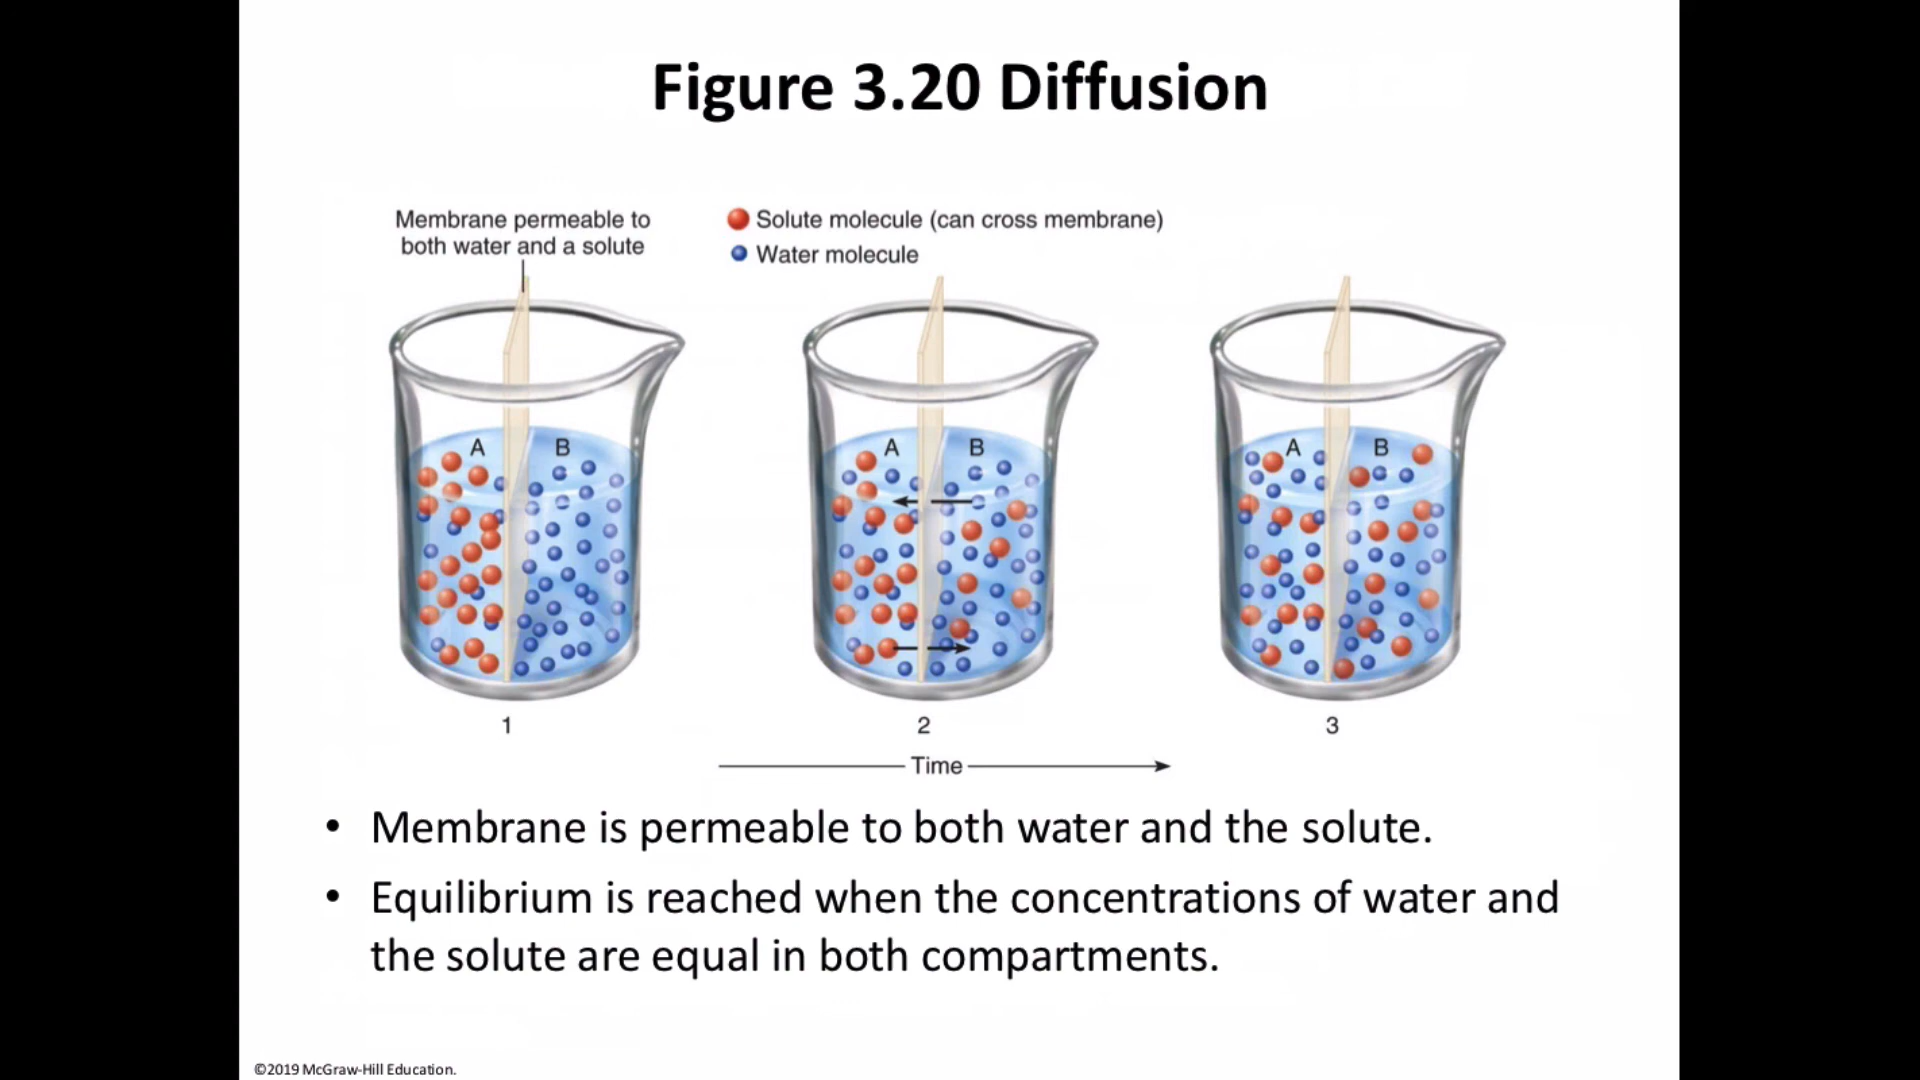 Figure 3.20 Diffusion
Membrane permeable to
both water and a solute
Solute molecule (can cross membrane)
Water molecule
A B
A B
A B
1
2
3
Time
• Membrane is permeable to both water and the solute.
• Equilibrium is reached when the concentrations of water and
the solute are equal in both compartments.
©2019 McGraw-Hill Education.